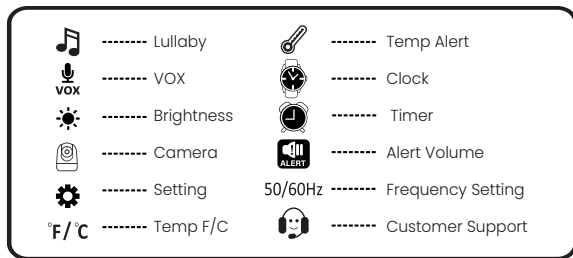 Lullaby
VOX VOX
Brightness
Camera
Setting
°F/°C Temp F/C
Temp Alert
Clock
Timer
ALERT Alert Volume
50/60Hz Frequency Setting
Customer Support